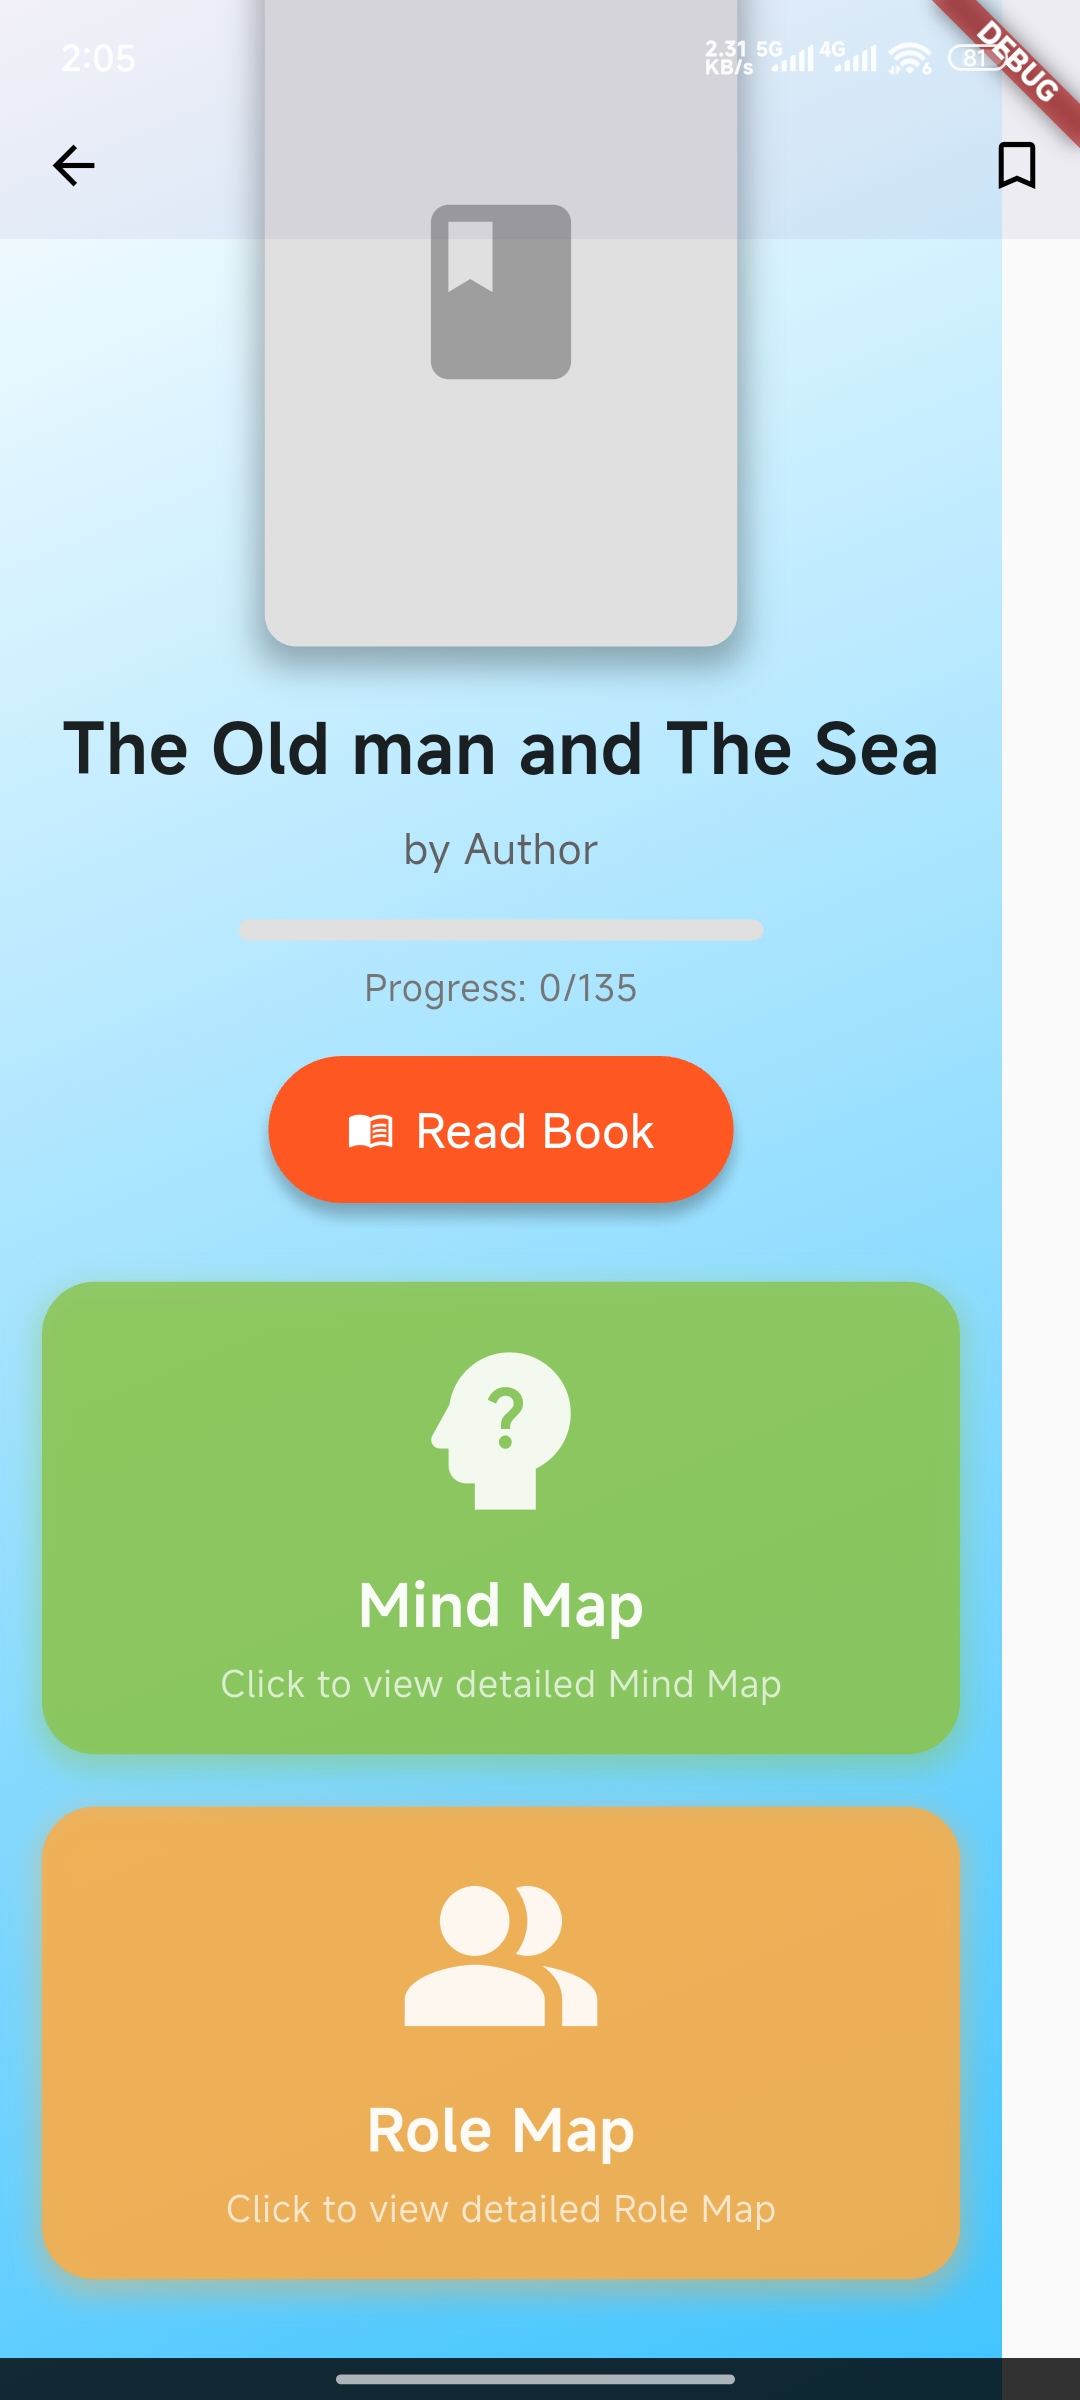 2:05
2.31 KB/s 5G 4G 6 81
DEBUG
The Old man and The Sea
by Author
Progress: 0/135
Read Book
?
Mind Map
Click to view detailed Mind Map
Role Map
Click to view detailed Role Map